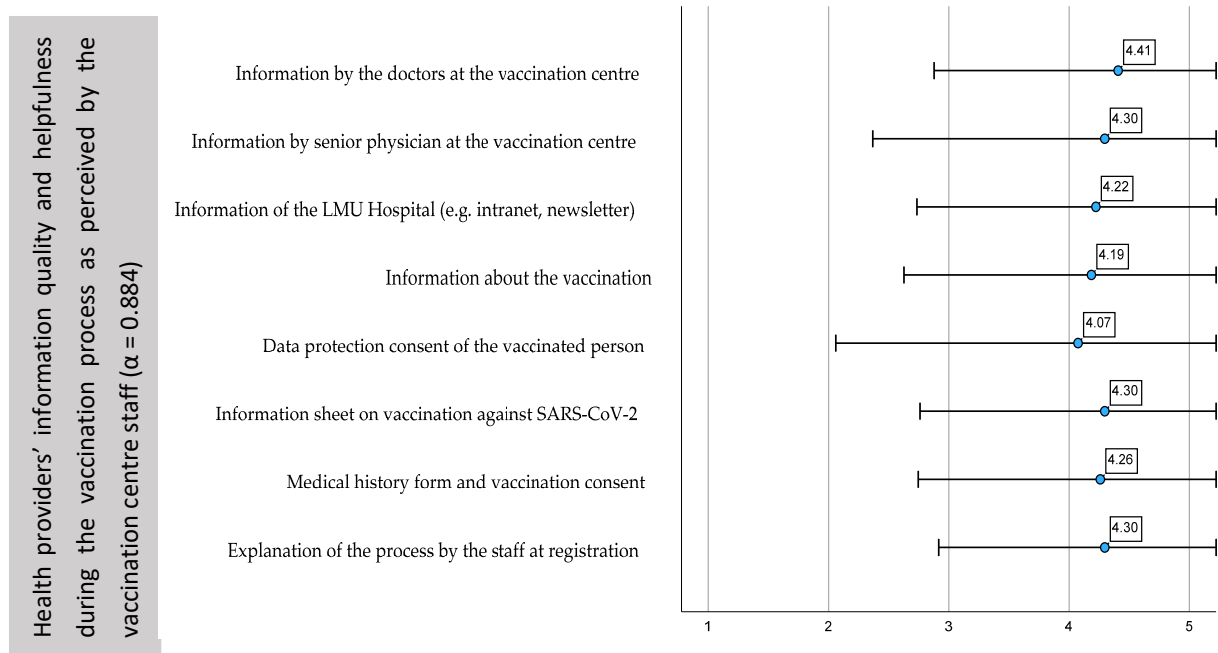 Health providers’ information quality and helpfulness
during the vaccination process as perceived by the
vaccination centre staff (α = 0.884)
Information by the doctors at the vaccination centre
4.41
Information by senior physician at the vaccination centre
4.30
Information of the LMU Hospital (e.g. intranet, newsletter)
4.22
Information about the vaccination
4.19
Data protection consent of the vaccinated person
4.07
Information sheet on vaccination against SARS-CoV-2
4.30
Medical history form and vaccination consent
4.26
Explanation of the process by the staff at registration
4.30
1 2 3 4 5